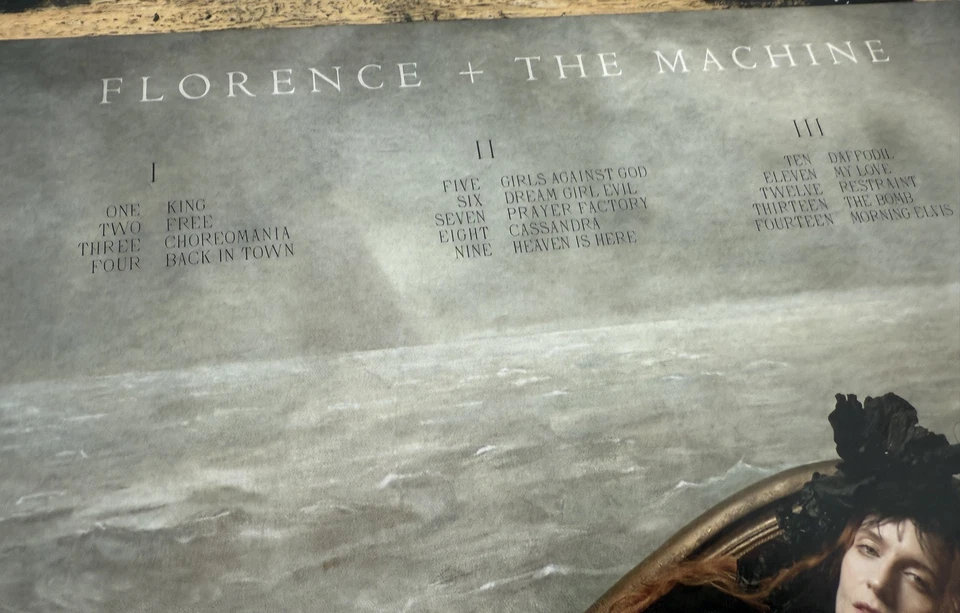 FLORENCE + THE MACHINE
I
ONE KING
TWO FREE
THREE CHOREOMANIA
FOUR BACK IN TOWN
II
FIVE GIRLS AGAINST GOD
SIX DREAM GIRL EVIL
SEVEN PRAYER FACTORY
EIGHT CASSANDRA
NINE HEAVEN IS HERE
III
TEN DAFFODIL
ELEVEN MY LOVE
TWELVE RESTRAINT
THIRTEEN THE BOMB
FOURTEEN MORNING ELVIS